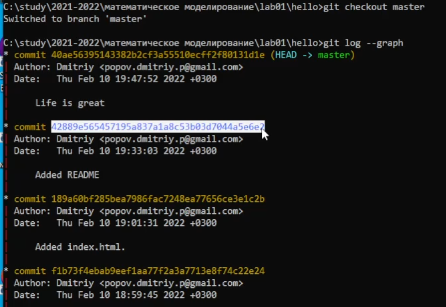 C:\study\2021-2022\математическое моделирование\lab01\hello>git checkout master
Switched to branch 'master'
C:\study\2021-2022\математическое моделирование\lab01\hello>git log --graph
* commit 40ae56395143382b2cf3a55510ecff2f80131d1e (HEAD -> master)
| Author: Dmitriy <popov.dmitriy.p@gmail.com>
| Date: Thu Feb 10 19:47:52 2022 +0300
Life is great
* commit 42889e565457195a837a1a8c53b03d7044a5e6e2
| Author: Dmitriy <popov.dmitriy.p@gmail.com>
| Date: Thu Feb 10 19:33:03 2022 +0300
Added README
* commit 189a60bf285bea7986fac7248ea77656ce3e1c2b
| Author: Dmitriy <popov.dmitriy.p@gmail.com>
| Date: Thu Feb 10 19:01:31 2022 +0300
Added index.html.
* commit f1b73f4ebab9eef1aa77f2a3a7713e8f74c22e24
Author: Dmitriy <popov.dmitriy.p@gmail.com>
Date: Thu Feb 10 18:59:45 2022 +0300